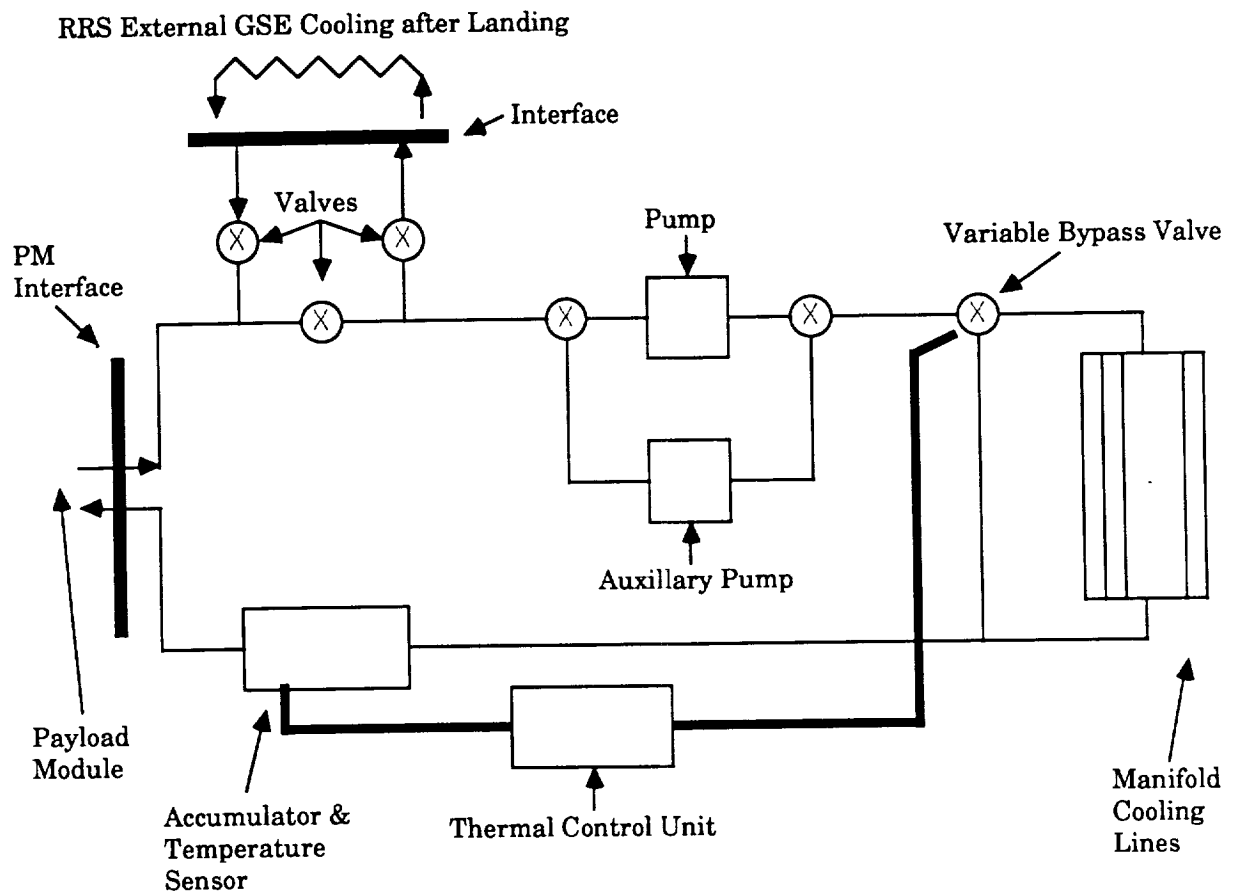 RRS External GSE Cooling after Landing
Interface
Valves
Pump
Variable Bypass Valve
PM
Interface
X
X
X
X
X
X
Auxillary Pump
Payload
Module
Accumulator &
Temperature
Sensor
Thermal Control Unit
Manifold
Cooling
Lines